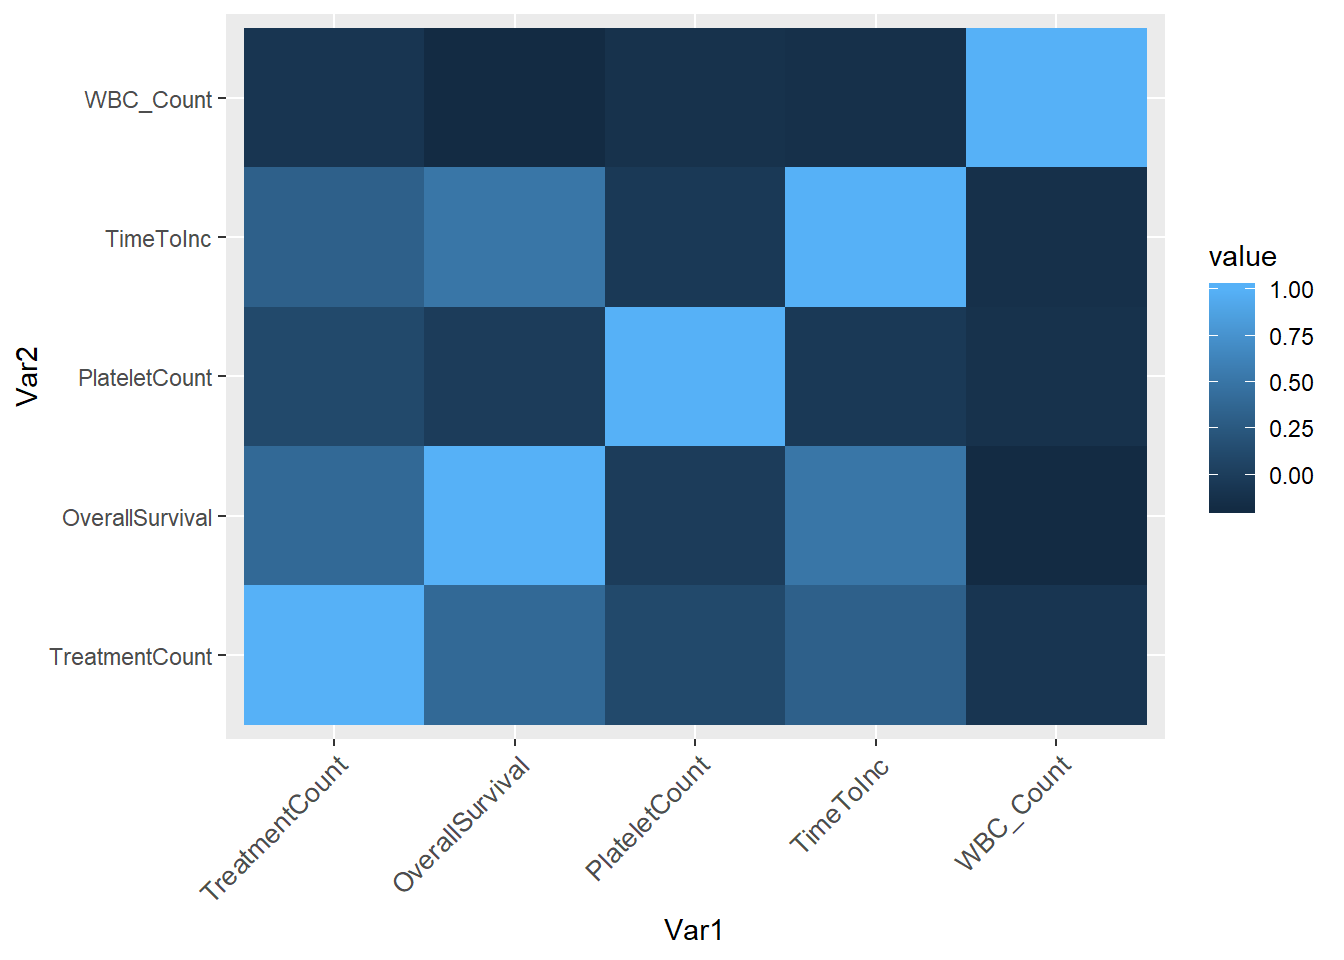 WBC_Count
TimeToInc
PlateletCount
OverallSurvival
TreatmentCount
Var2
TreatmentCount
OverallSurvival
PlateletCount
TimeToInc
WBC_Count
Var1
value
1.00
0.75
0.50
0.25
0.00